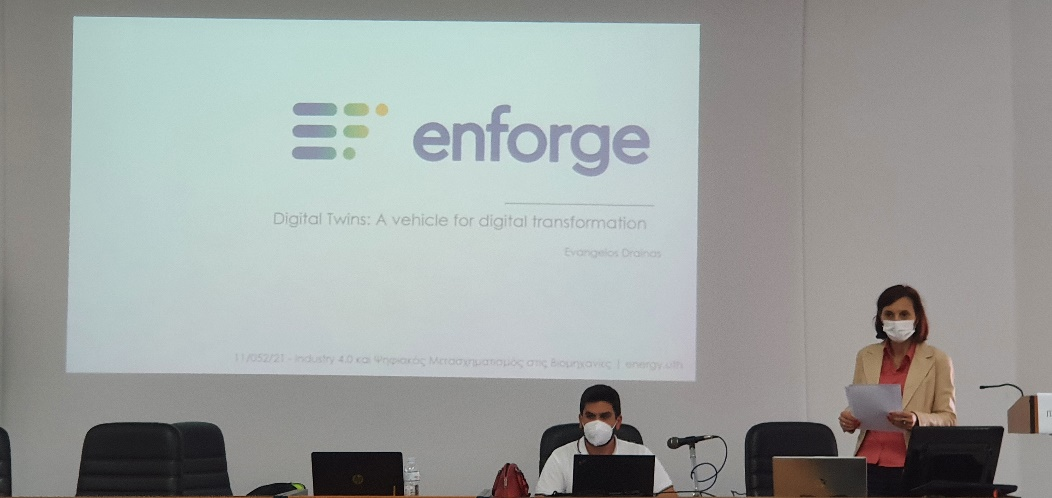 enforge
Digital Twins: A vehicle for digital transformation
Evangelos Drainas
11/052/21 - Industry 4.0 και Ψηφιακός Μετασχηματισμός στις Βιομηχανίες | energy.uth
hp